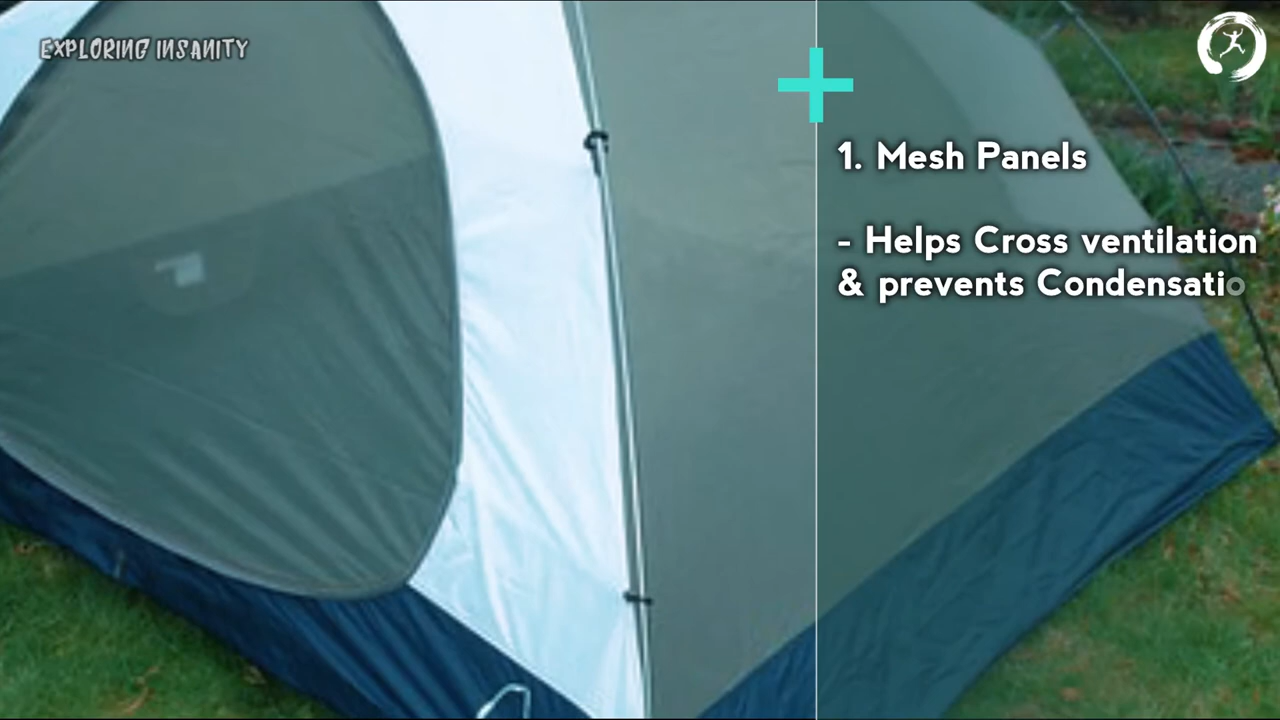 EXPLORING INSANITY
1. Mesh Panels
- Helps Cross ventilation
& prevents Condensatio